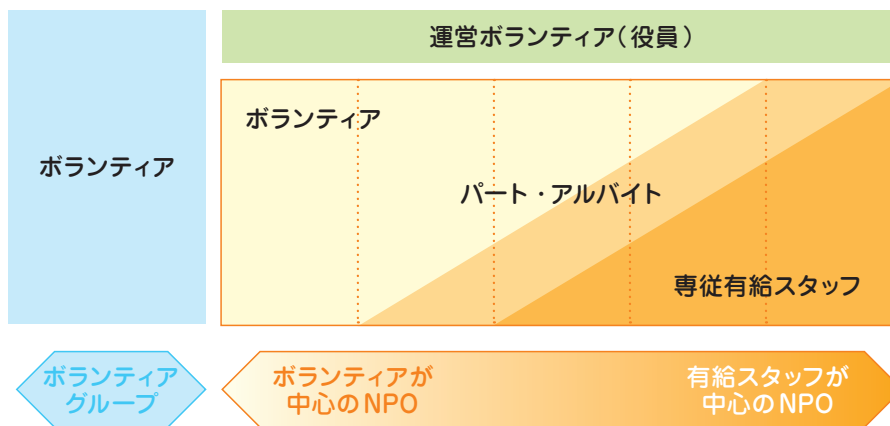 運営ボランティア(役員)
ボランティア
ボランティア
パート・アルバイト
専従有給スタッフ
ボランティア
グループ
ボランティアが
中心のNPO
有給スタッフが
中心のNPO